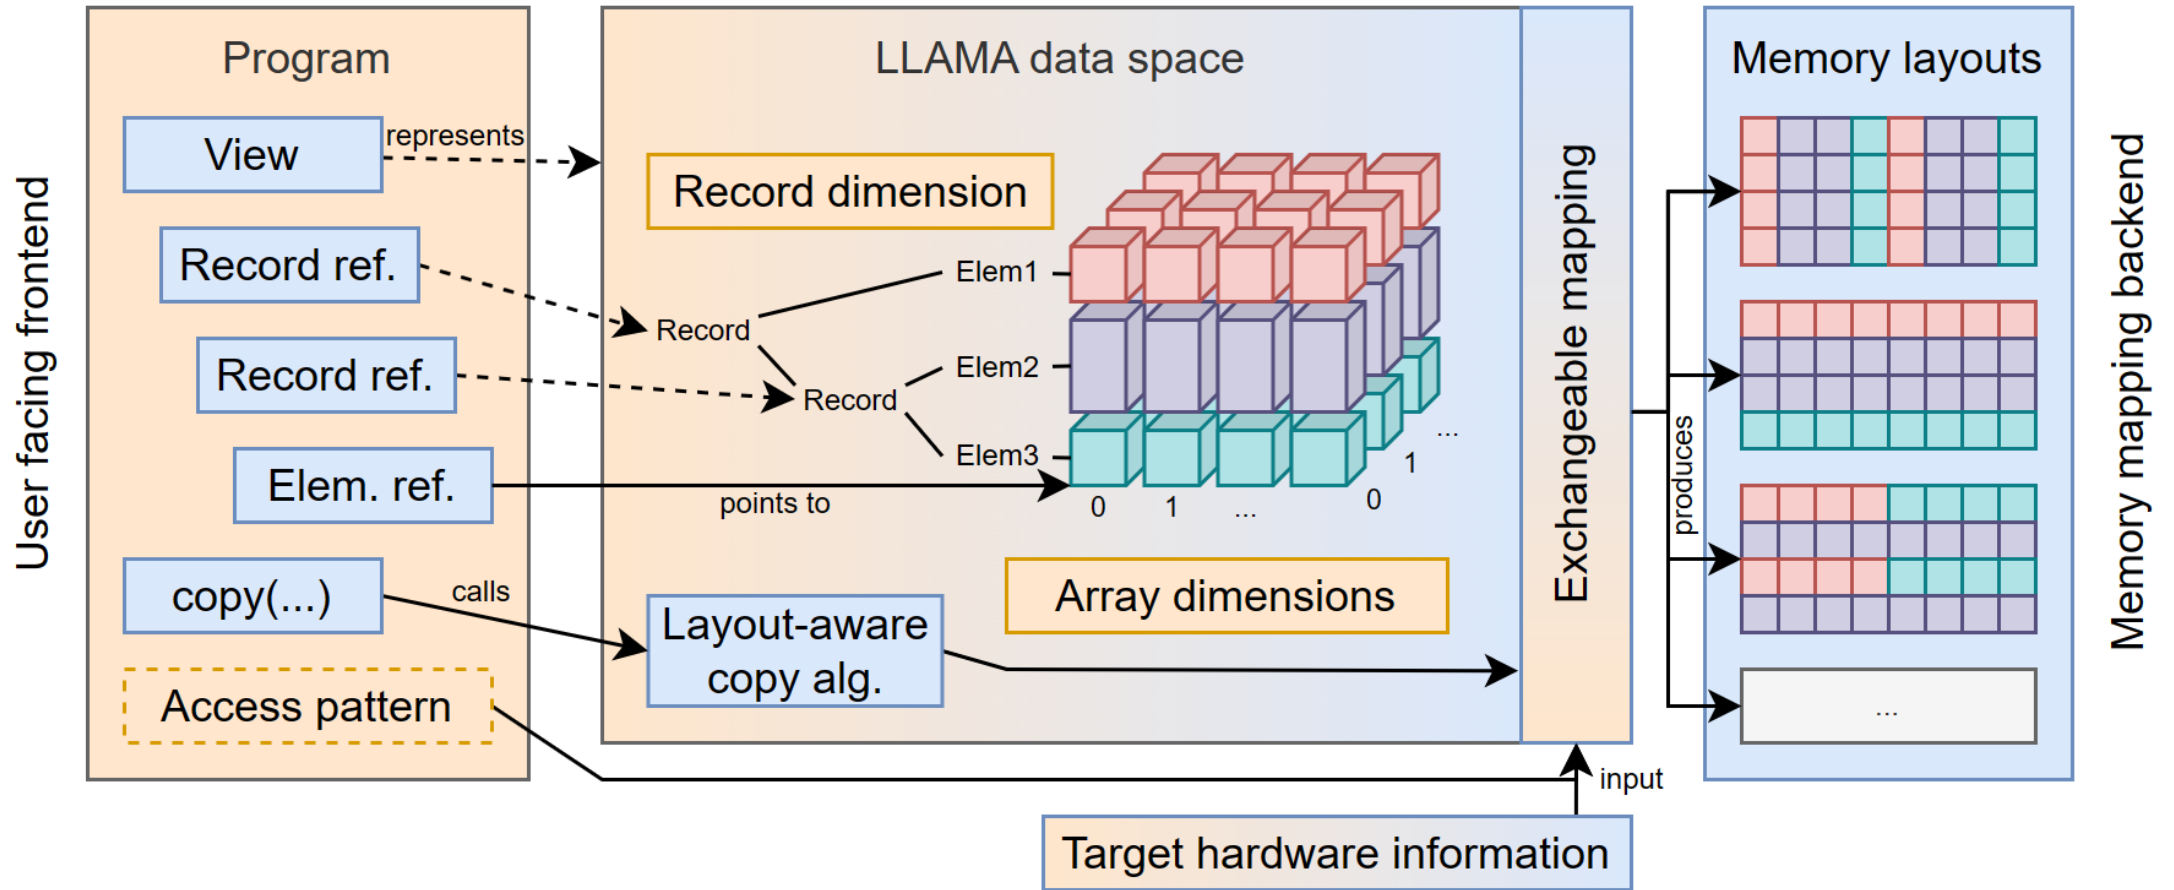 User facing frontend
Program
View
represents
Record ref.
Record ref.
Elem. ref.
copy(...)
calls
Access pattern
LLAMA data space
Record dimension
Record
Record
Elem1
Elem2
Elem3
points to
0
1
...
0
1
...
Array dimensions
Layout-aware
copy alg.
Exchangeable mapping
input
Target hardware information
produces
Memory layouts
...
Memory mapping backend